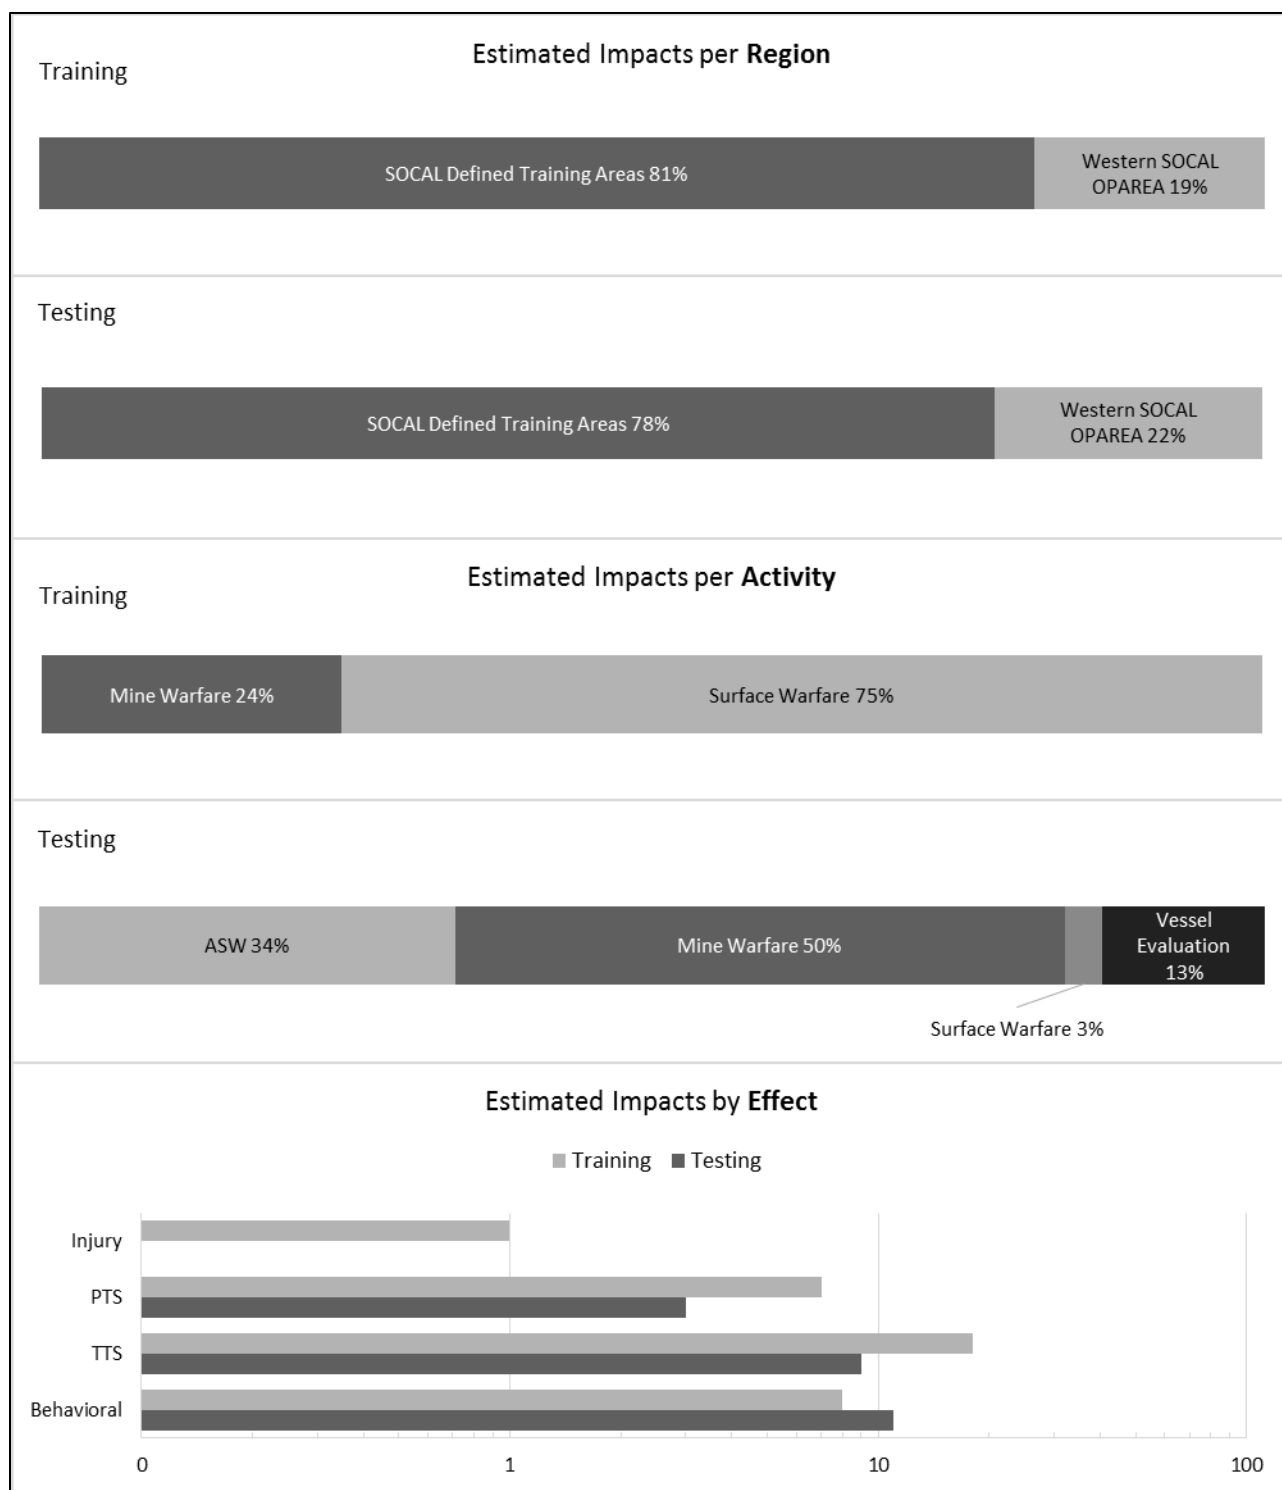 Estimated Impacts per Region
Training
SOCAL Defined Training Areas 81%
Western SOCAL
OPAREA 19%
Testing
SOCAL Defined Training Areas 78%
Western SOCAL
OPAREA 22%
Estimated Impacts per Activity
Training
Mine Warfare 24%
Surface Warfare 75%
Testing
ASW 34%
Mine Warfare 50%
Vessel
Evaluation
13%
Surface Warfare 3%
Estimated Impacts by Effect
Training
Testing
Injury
PTS
TTS
Behavioral
0
1
10
100